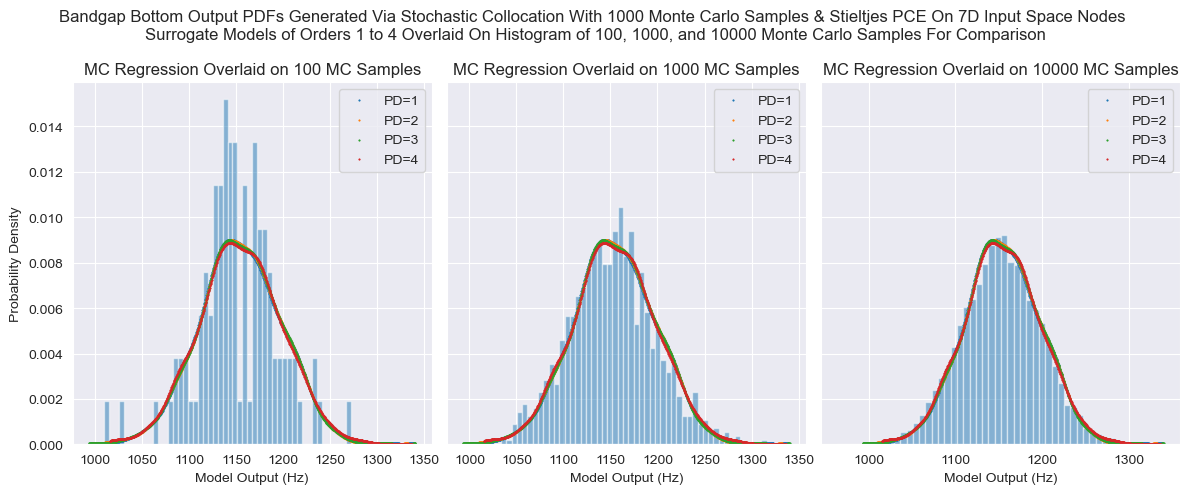 Bandgap Bottom Output PDFs Generated Via Stochastic Collocation With 1000 Monte Carlo Samples & Stieltjes PCE On 7D Input Space Nodes
Surrogate Models of Orders 1 to 4 Overlaid On Histogram of 100, 1000, and 10000 Monte Carlo Samples For Comparison
MC Regression Overlaid on 100 MC Samples
PD=1
PD=2
PD=3
PD=4
Probability Density
0.014
0.012
0.010
0.008
0.006
0.004
0.002
0.000
1000 1050 1100 1150 1200 1250 1300 1350
Model Output (Hz)
MC Regression Overlaid on 1000 MC Samples
PD=1
PD=2
PD=3
PD=4
1000 1050 1100 1150 1200 1250 1300 1350
Model Output (Hz)
MC Regression Overlaid on 10000 MC Samples
PD=1
PD=2
PD=3
PD=4
1000 1100 1200 1300
Model Output (Hz)